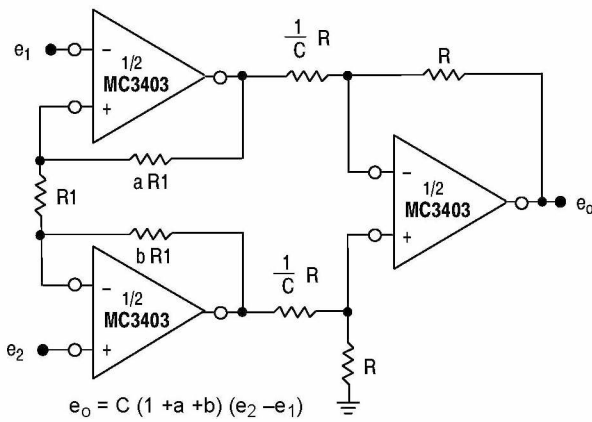 e1
−
1/2
MC3403
+
1/C R
R
a R1
R1
b R1
−
1/2
MC3403
+
eo
−
1/2
MC3403
+
e2
1/C R
R
eo = C (1 +a +b) (e2 –e1)